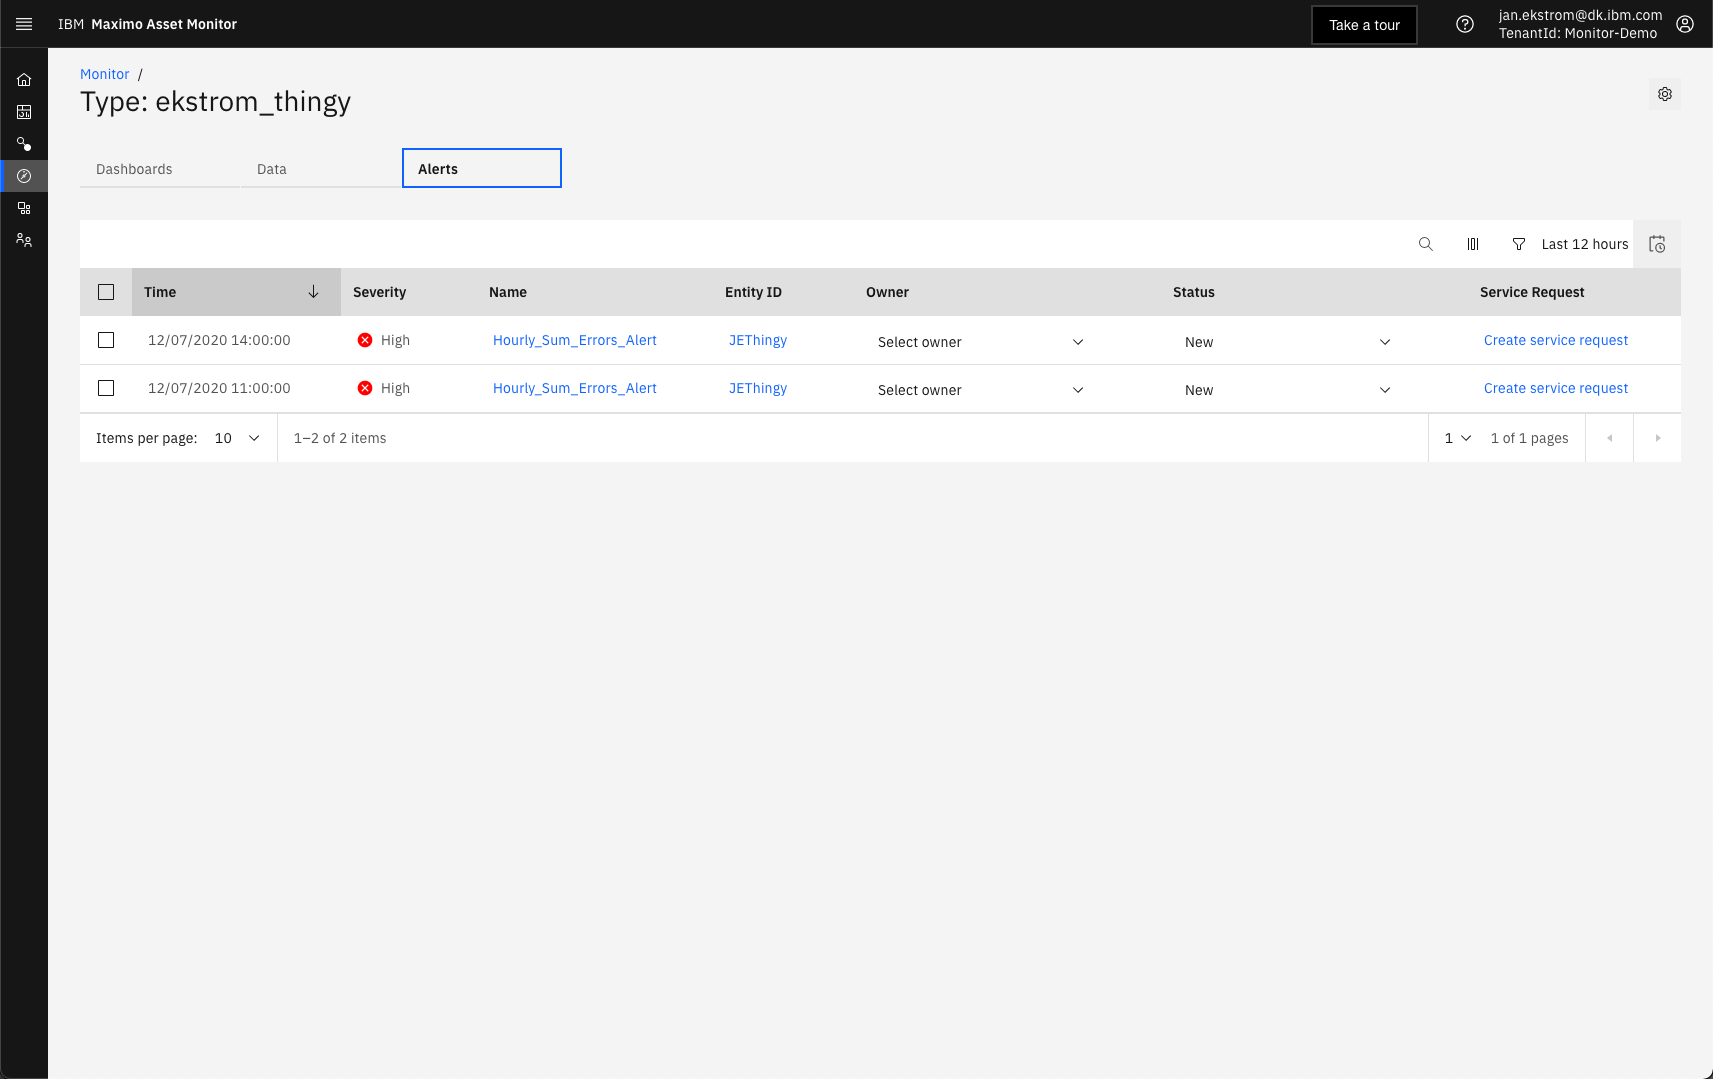 IBM Maximo Asset Monitor
Take a tour
jan.ekstrom@dk.ibm.com
TenantId: Monitor-Demo
Monitor /
Type: ekstrom_thingy
Dashboards Data Alerts
Last 12 hours
Time Severity Name Entity ID Owner Status Service Request
12/07/2020 14:00:00 High Hourly_Sum_Errors_Alert JEThingy Select owner New Create service request
12/07/2020 11:00:00 High Hourly_Sum_Errors_Alert JEThingy Select owner New Create service request
Items per page: 10 1–2 of 2 items 1 1 of 1 pages